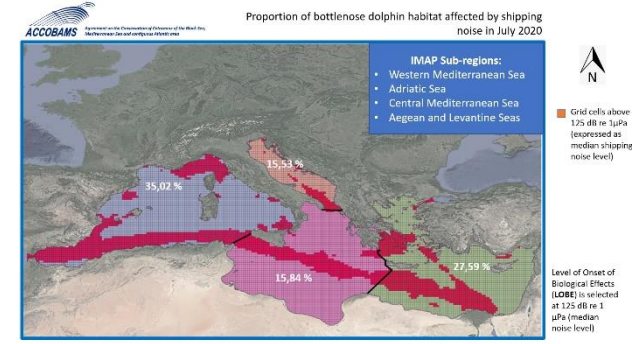 Proportion of bottlenose dolphin habitat affected by shipping
noise in July 2020
ACCOBAMS
Agreement on the Conservation of Cetaceans of the Black Sea,
Mediterranean Sea and contiguous Atlantic area
IMAP Sub-regions:
• Western Mediterranean Sea
• Adriatic Sea
• Central Mediterranean Sea
• Aegean and Levantine Seas
N
Grid cells above
125 dB re 1µPa
(expressed as
median shipping
noise level)
15,53 %
35,02 %
27,59 %
15,84 %
Level of Onset of
Biological Effects
(LOBE) is selected
at 125 dB re 1
µPa (median
noise level)